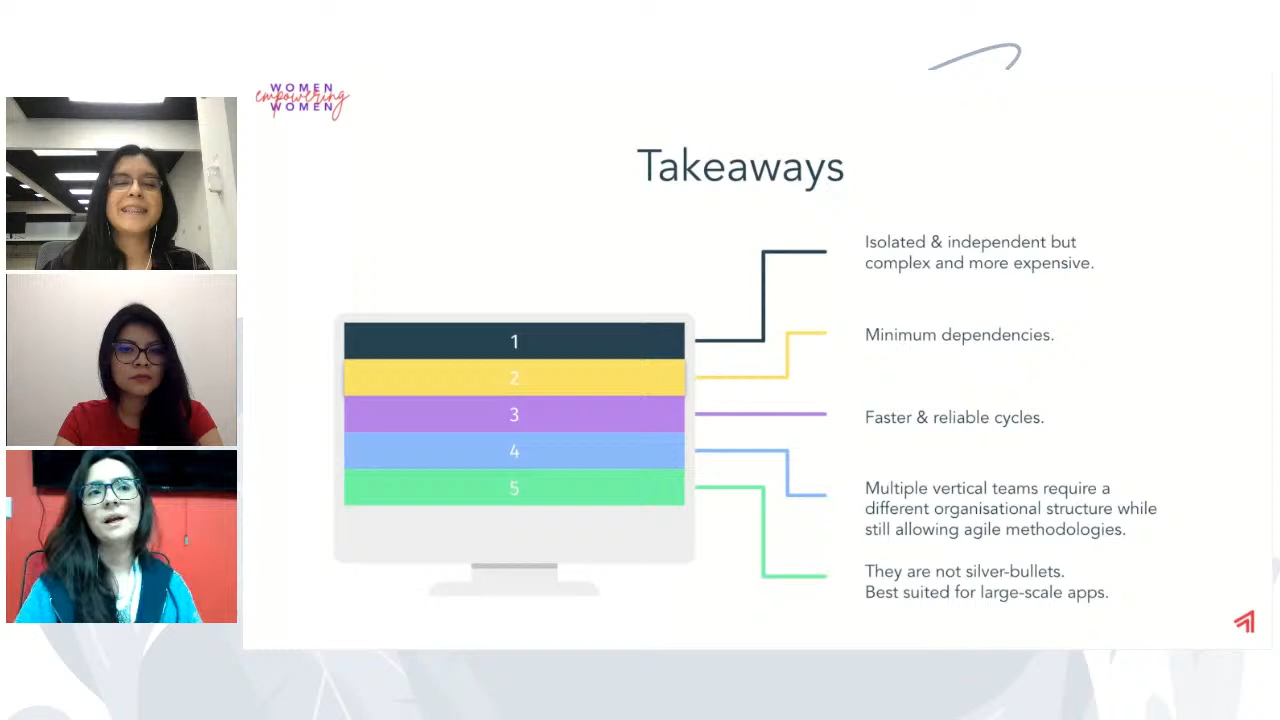 WOMEN
empowering
WOMEN
Takeaways
Isolated & independent but
complex and more expensive.
1
Minimum dependencies.
2
3
Faster & reliable cycles.
4
Multiple vertical teams require a
different organisational structure while
still allowing agile methodologies.
5
They are not silver-bullets.
Best suited for large-scale apps.